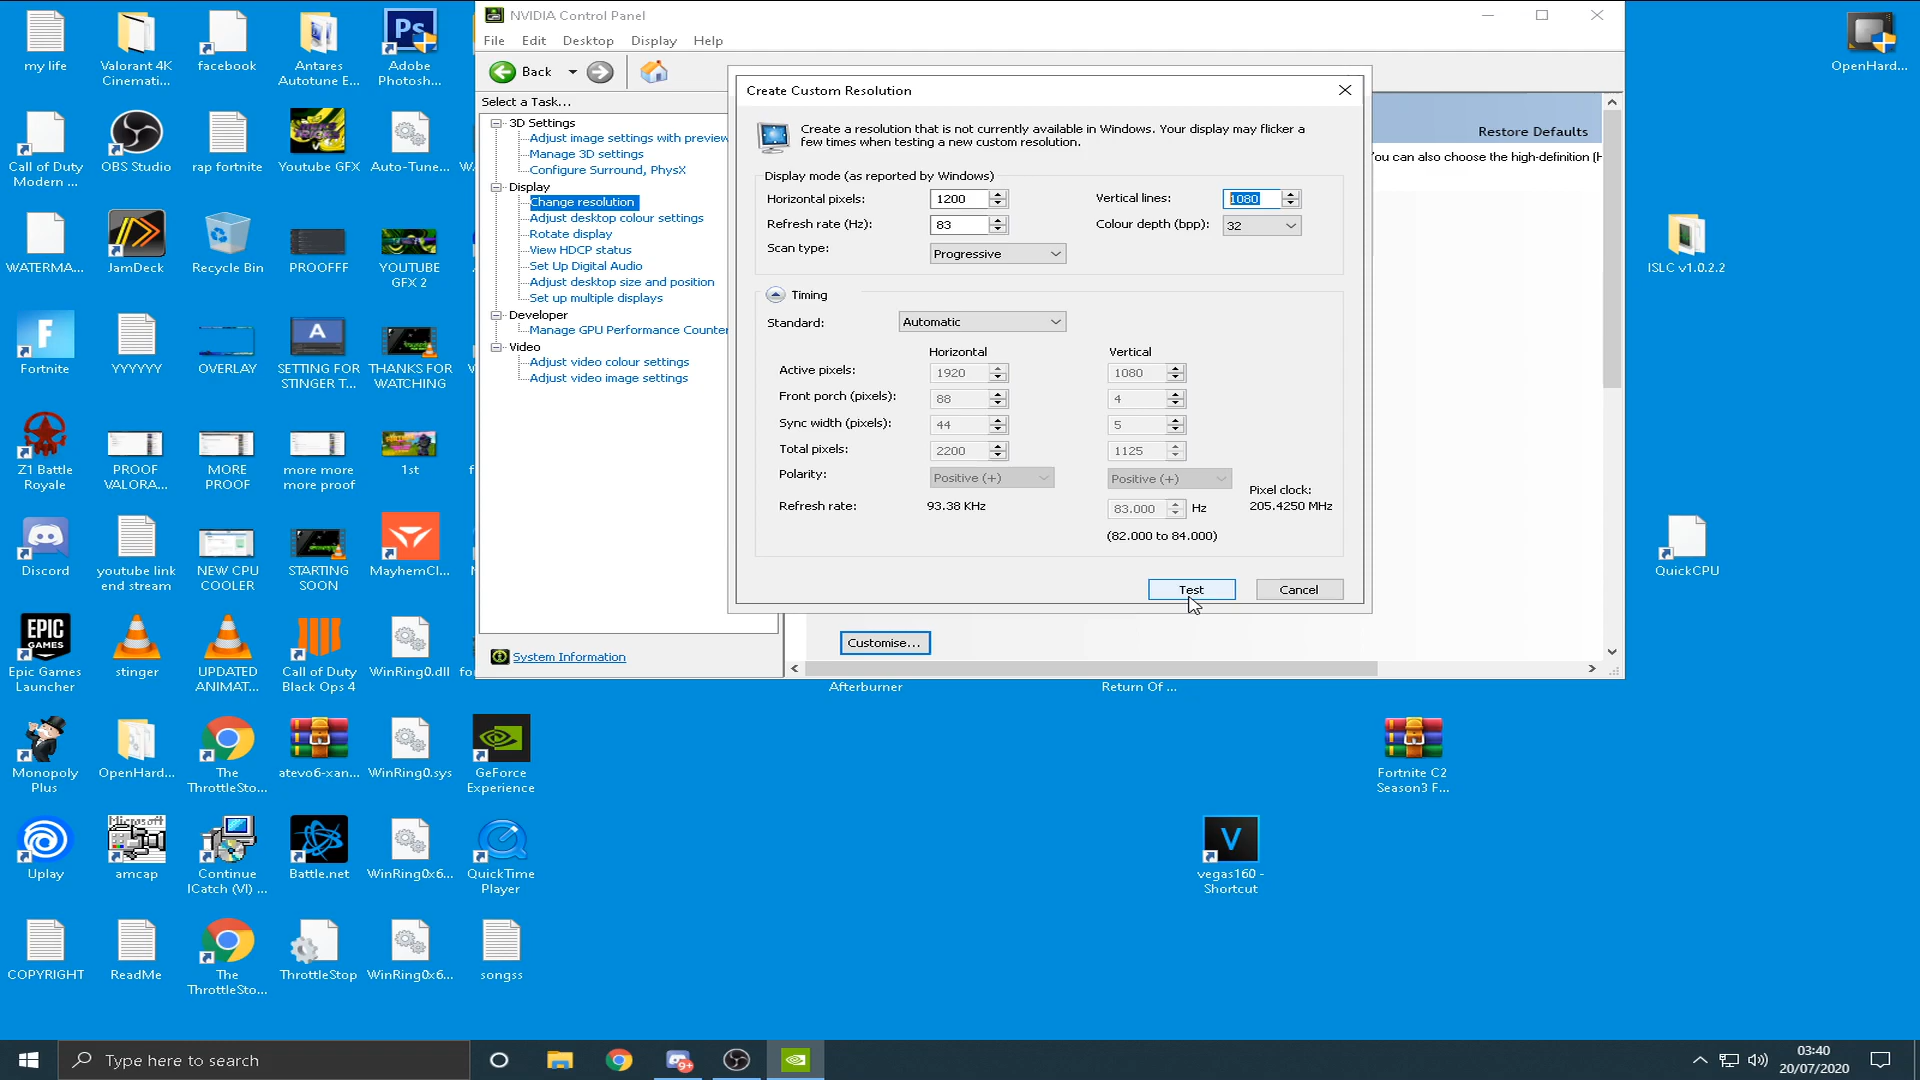 my life
Valorant 4K
Cinemati...
facebook
Antares
Autotune E...
Adobe
Photosh...
Call of Duty
Modern ...
OBS Studio
rap fortnite
Youtube GFX
Auto-Tune...
WATERMA...
JamDeck
Recycle Bin
PROOFFF
YOUTUBE
GFX 2
Fortnite
YYYYYY
OVERLAY
SETTING FOR
STINGER T...
THANKS FOR
WATCHING
Z1 Battle
Royale
PROOF
VALORA...
MORE
PROOF
more more
more proof
1st
Discord
youtube link
end stream
NEW CPU
COOLER
STARTING
SOON
MayhemCl...
Epic Games
Launcher
stinger
UPDATED
ANIMAT...
Call of Duty
Black Ops 4
WinRing0.dll
Monopoly
Plus
OpenHard...
The
ThrottleSto...
atevo6-xan...
WinRing0.sys
GeForce
Experience
Uplay
amcap
Continue
ICatch (VI) ...
Battle.net
WinRing0x6...
QuickTime
Player
COPYRIGHT
ReadMe
The
ThrottleSto...
ThrottleStop
WinRing0x6...
songss
NVIDIA Control Panel
File Edit Desktop Display Help
Back
Select a Task...
3D Settings
Adjust image settings with preview
Manage 3D settings
Configure Surround, PhysX
Display
Change resolution
Adjust desktop colour settings
Rotate display
View HDCP status
Set Up Digital Audio
Adjust desktop size and position
Set up multiple displays
Developer
Manage GPU Performance Counter
Video
Adjust video colour settings
Adjust video image settings
System Information
Create Custom Resolution
Create a resolution that is not currently available in Windows. Your display may flicker a
few times when testing a new custom resolution.
Display mode (as reported by Windows)
Horizontal pixels: 1200 Vertical lines: 1080
Refresh rate (Hz): 83 Colour depth (bpp): 32
Scan type: Progressive
Timing
Standard: Automatic
Horizontal Vertical
Active pixels: 1920 1080
Front porch (pixels): 88 4
Sync width (pixels): 44 5
Total pixels: 2200 1125
Polarity: Positive (+) Positive (+)
Refresh rate: 93.38 KHz 83.000 Hz
Pixel clock:
205.4250 MHz
(82.000 to 84.000)
Test Cancel
Restore Defaults
You can also choose the high-definition (H
Customise...
Afterburner
Return Of ...
OpenHard...
ISLC v1.0.2.2
QuickCPU
Fortnite C2
Season3 F...
vegas160 -
Shortcut
Type here to search
03:40
20/07/2020